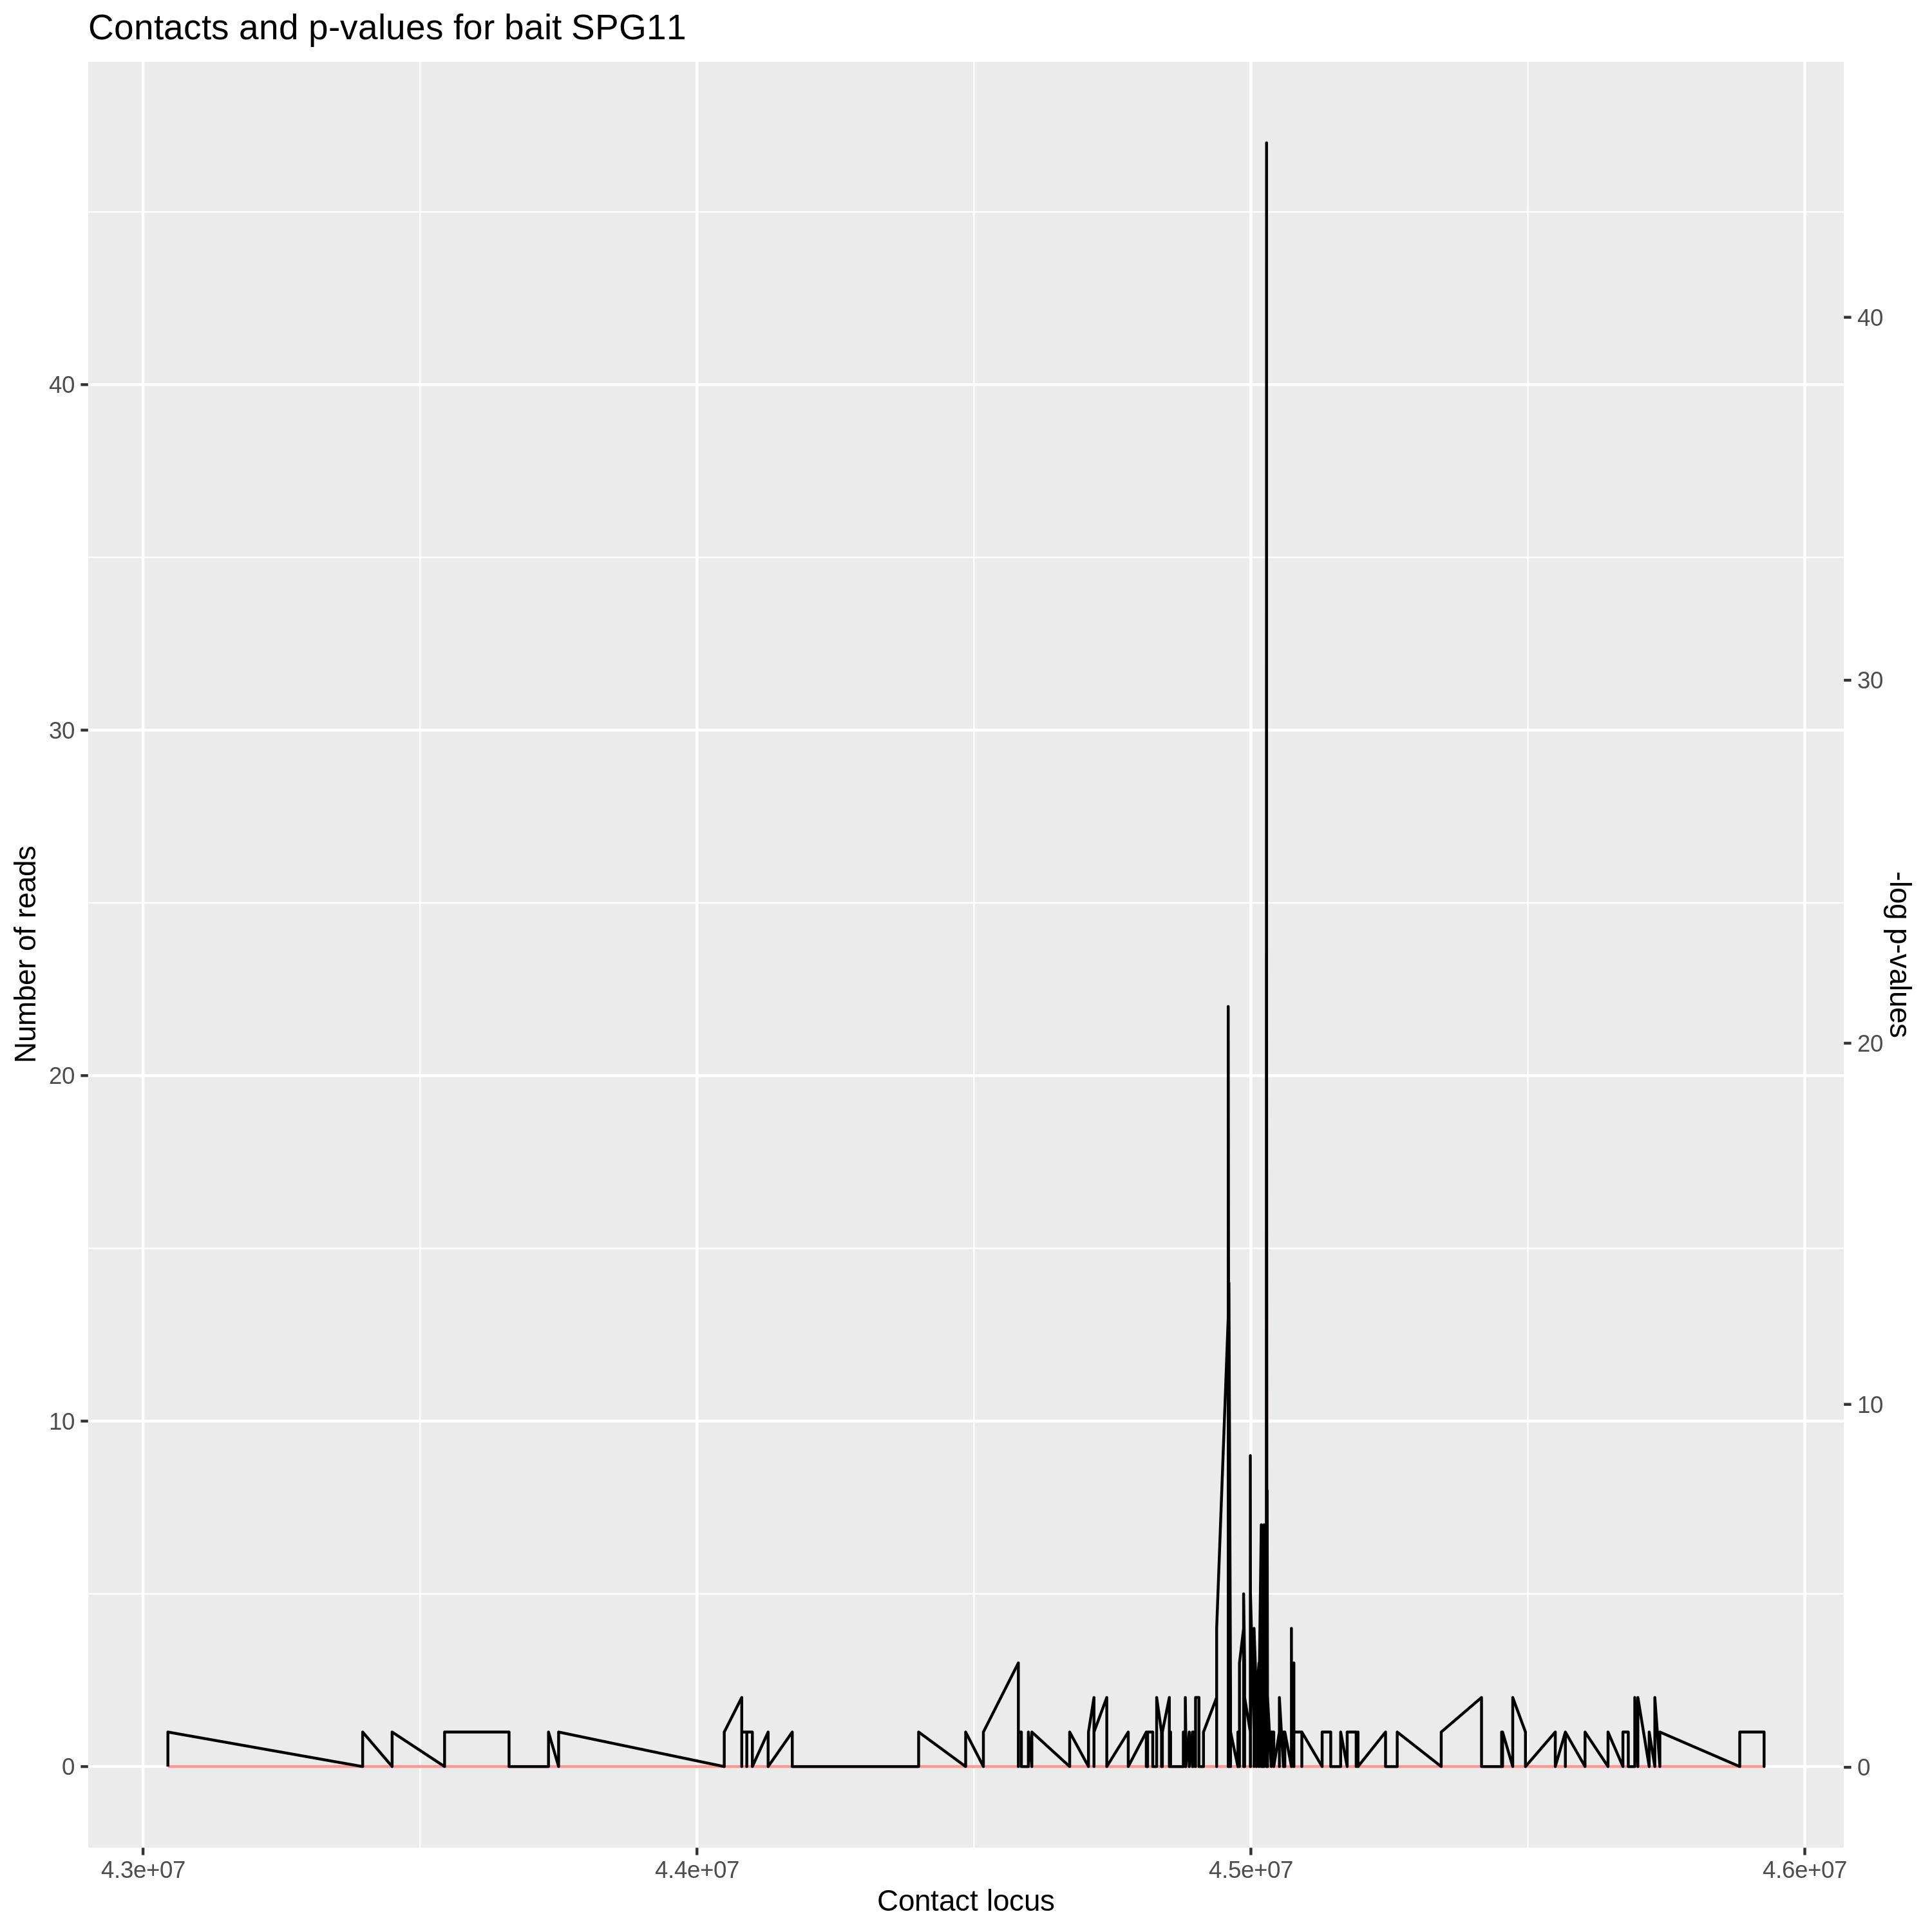 Contacts and p-values for bait SPG11
Number of reads
40
30
20
10
0
40
30
20
10
0
-log p-values
4.3e+07
4.4e+07
4.5e+07
4.6e+07
Contact locus